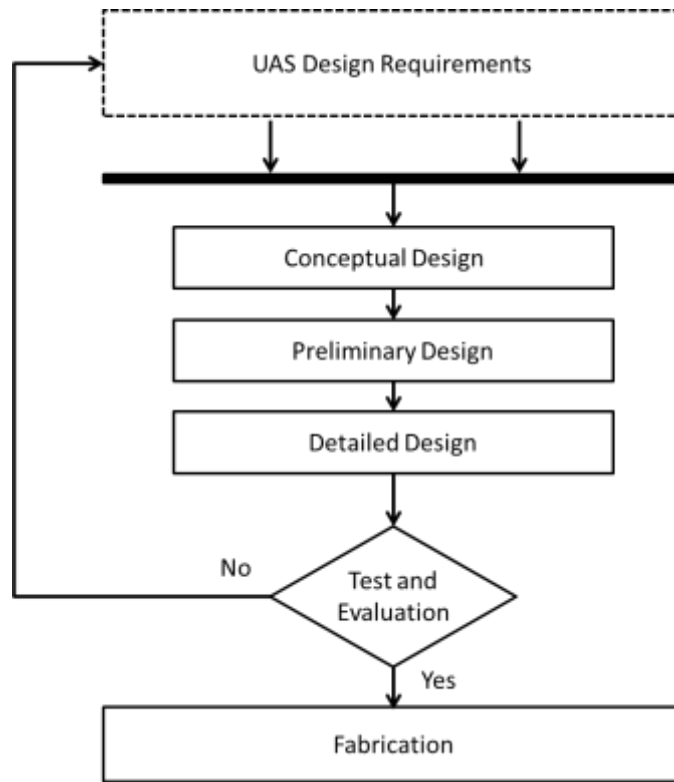 UAS Design Requirements
Conceptual Design
Preliminary Design
Detailed Design
No
Test and
Evaluation
Yes
Fabrication